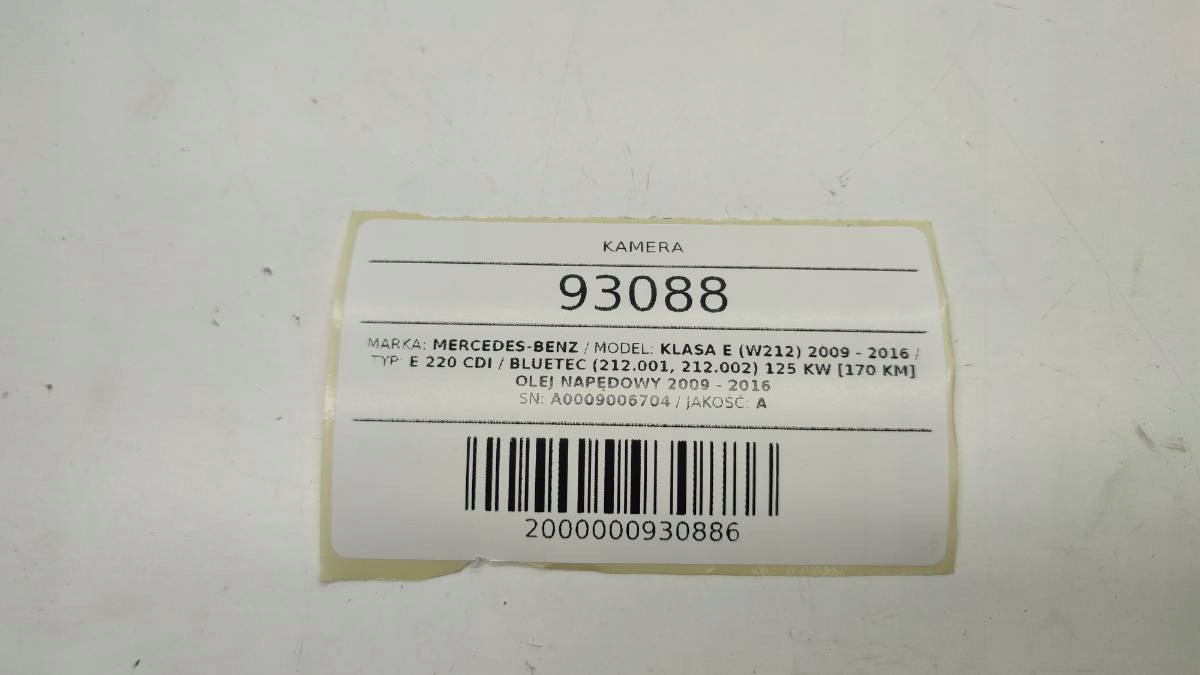 KAMERA
93088
MARKA: MERCEDES-BENZ / MODEL: KLASA E (W212) 2009 - 2016 /
TYP: E 220 CDI / BLUETEC (212.001, 212.002) 125 KW [170 KM]
OLEJ NAPĘDOWY 2009 - 2016
SN: A0009006704 / JAKOŚĆ: A
2000000930886